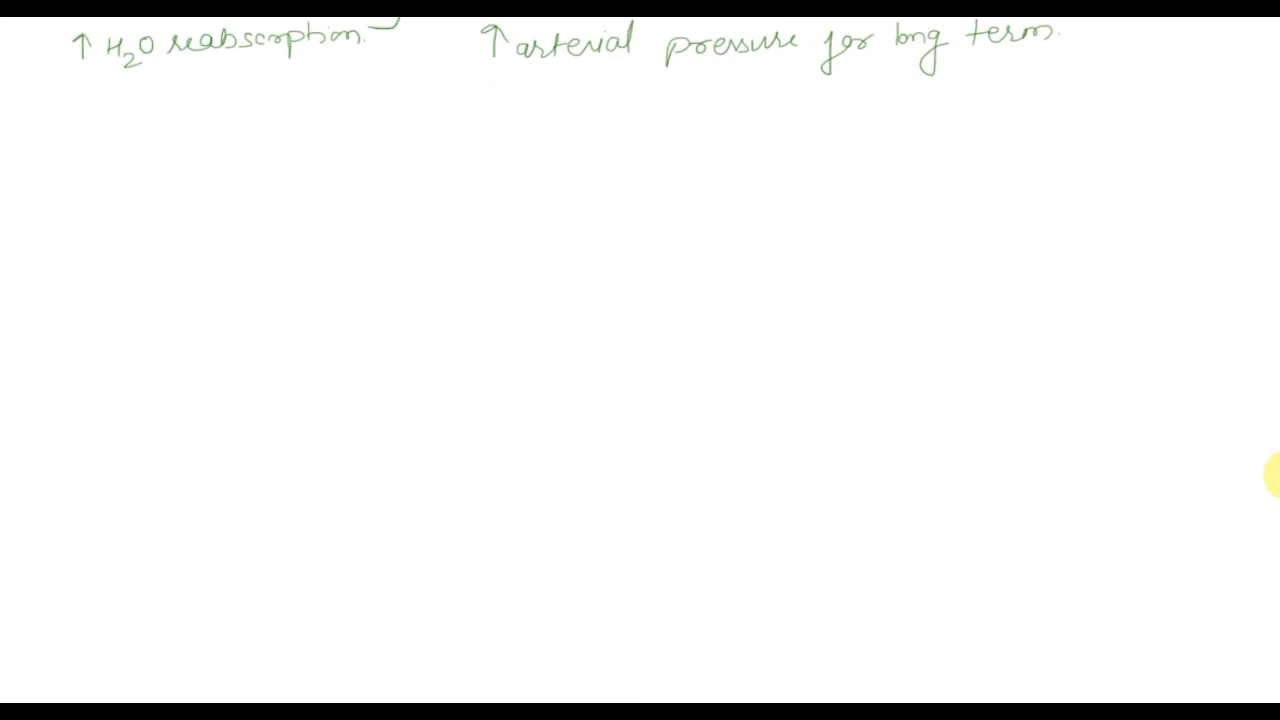 ↑ H₂O reabsorption. ↑ arterial pressure for long term.